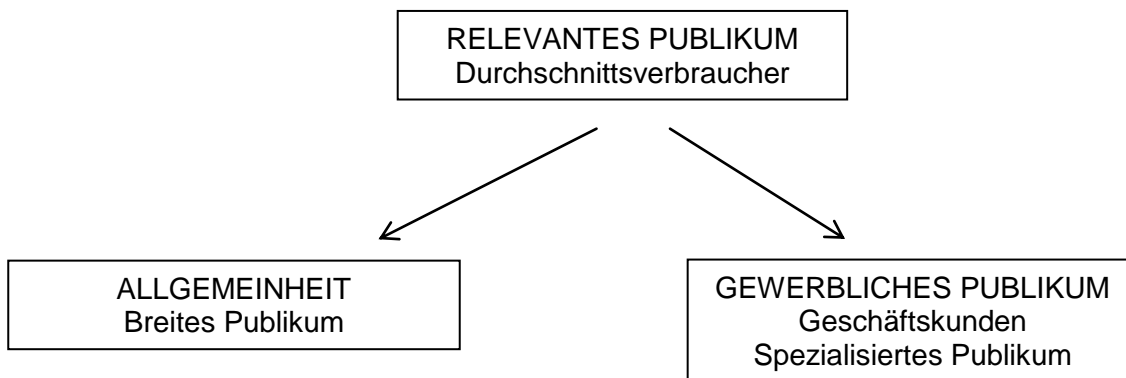 RELEVANTES PUBLIKUM
Durchschnittsverbraucher
ALLGEMEINHEIT
Breites Publikum
GEWERBLICHES PUBLIKUM
Geschäftskunden
Spezialisiertes Publikum